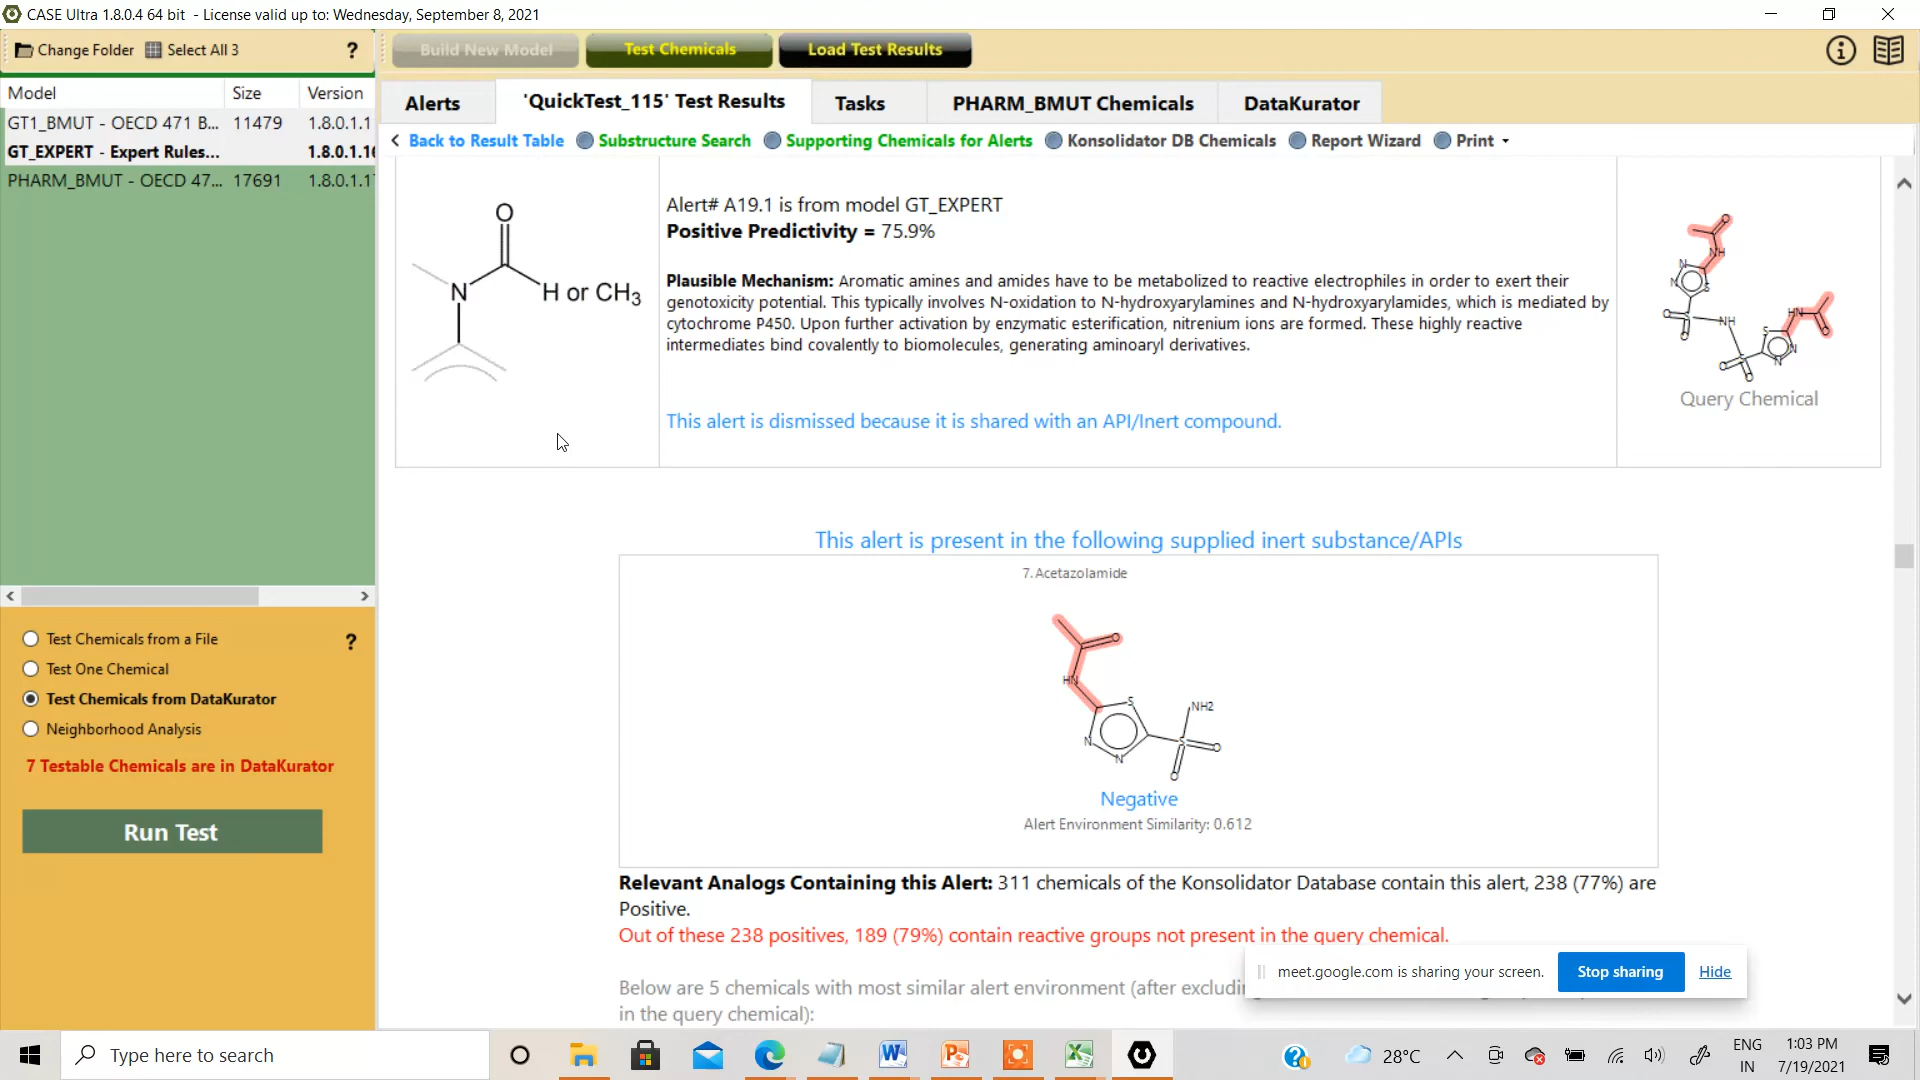 CASE Ultra 1.8.0.4 64 bit - License valid up to: Wednesday, September 8, 2021
Change Folder Select All 3 ?
Build New Model Test Chemicals Load Test Results
Model Size Version
GT1_BMUT - OECD 471 B... 11479 1.8.0.1.1
GT_EXPERT - Expert Rules... 1.8.0.1.16
PHARM_BMUT - OECD 47... 17691 1.8.0.1.1
Alerts 'QuickTest_115' Test Results Tasks PHARM_BMUT Chemicals DataKurator
Back to Result Table Substructure Search Supporting Chemicals for Alerts Konsolidator DB Chemicals Report Wizard Print
O
N
H or CH3
Alert# A19.1 is from model GT_EXPERT
Positive Predictivity = 75.9%
Plausible Mechanism: Aromatic amines and amides have to be metabolized to reactive electrophiles in order to exert their
genotoxicity potential. This typically involves N-oxidation to N-hydroxyarylamines and N-hydroxyarylamides, which is mediated by
cytochrome P450. Upon further activation by enzymatic esterification, nitrenium ions are formed. These highly reactive
intermediates bind covalently to biomolecules, generating aminoaryl derivatives.
This alert is dismissed because it is shared with an API/Inert compound.
O
NH
N
N
S
O
S
NH
O
HN
O
S
N
N
O
S
O
Query Chemical
This alert is present in the following supplied inert substance/APIs
7. Acetazolamide
O
HN
S
NH2
N
N
S
O
O
Negative
Alert Environment Similarity: 0.612
Relevant Analogs Containing this Alert: 311 chemicals of the Konsolidator Database contain this alert, 238 (77%) are
Positive.
Out of these 238 positives, 189 (79%) contain reactive groups not present in the query chemical.
Below are 5 chemicals with most similar alert environment (after
in the query chemical):
Test Chemicals from a File ?
Test One Chemical
Test Chemicals from DataKurator
Neighborhood Analysis
7 Testable Chemicals are in DataKurator
Run Test
meet.google.com is sharing your screen. Stop sharing Hide
Type here to search
28°C
ENG
IN
1:03 PM
7/19/2021